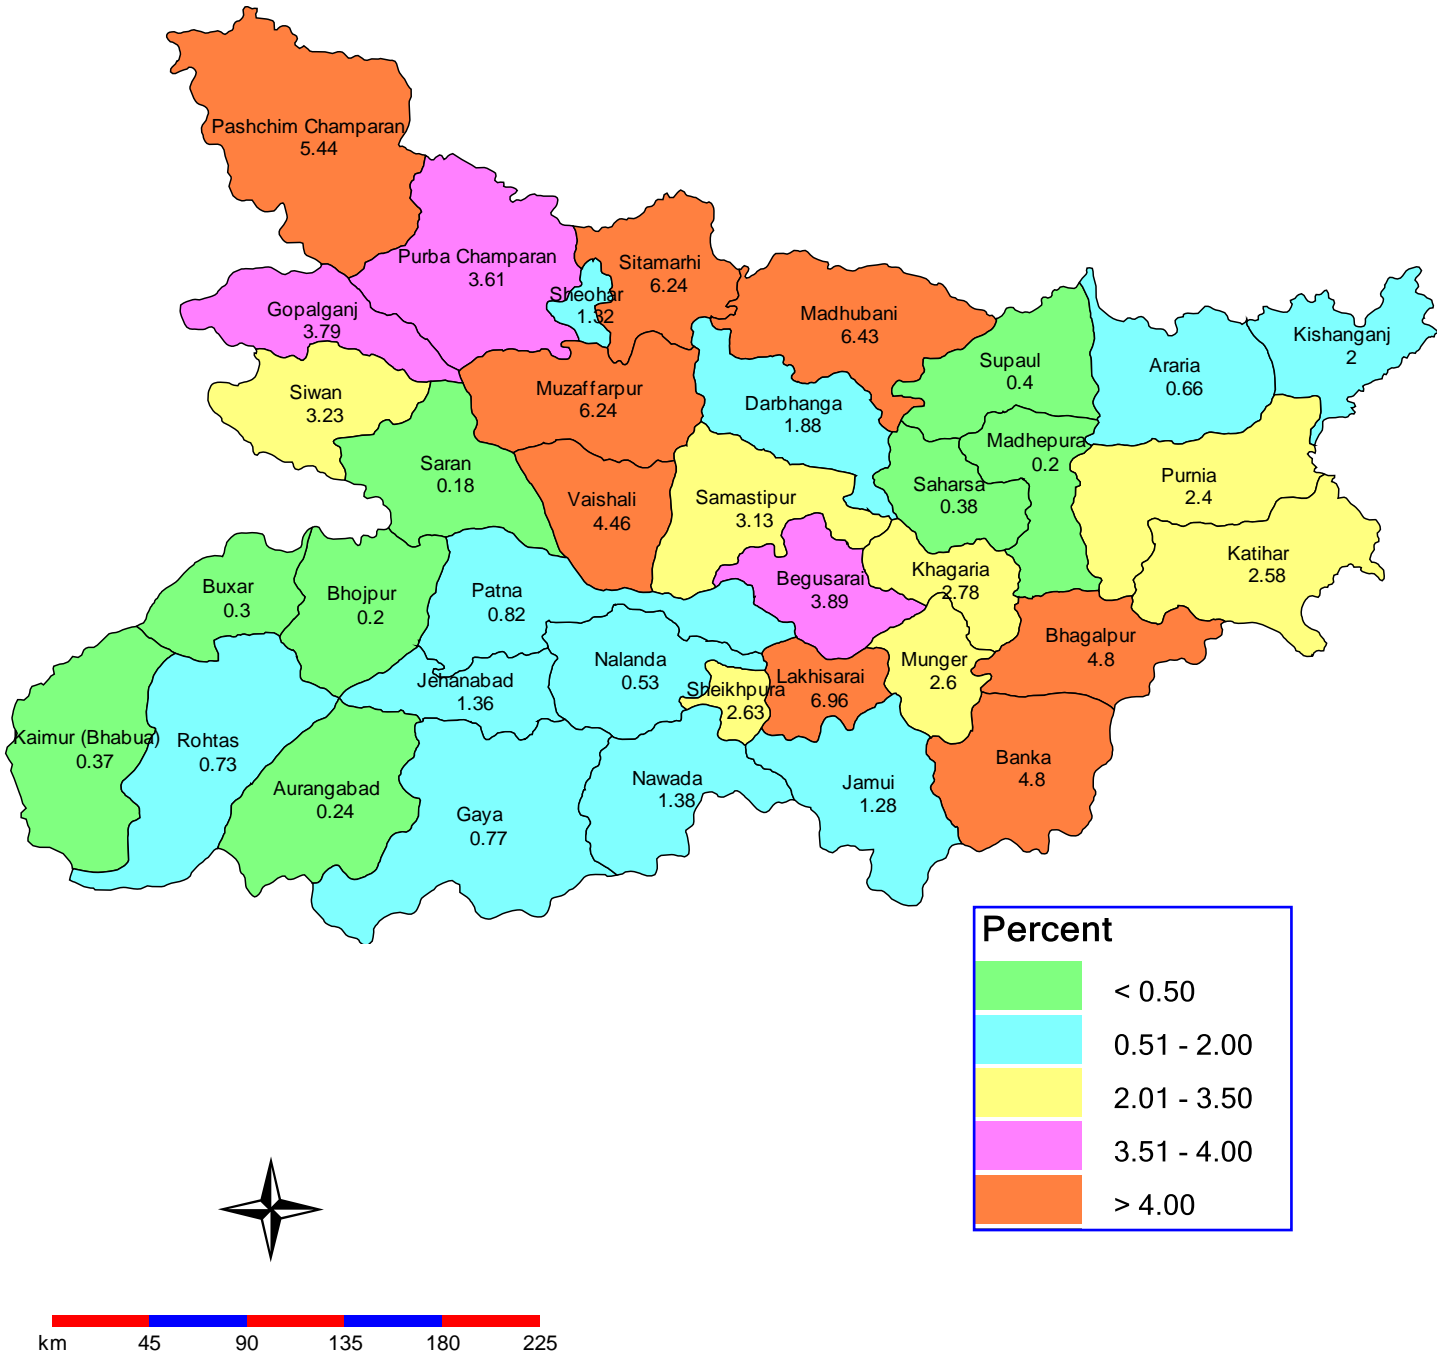 Pashchim Champaran
5.44
Purba Champaran
3.61
Sitamarhi
6.24
Sheohar
1.32
Gopalganj
3.79
Madhubani
6.43
Kishanganj
2
Supaul
0.4
Araria
0.66
Siwan
3.23
Muzaffarpur
6.24
Darbhanga
1.88
Madhepura
0.2
Saran
0.18
Purnia
2.4
Saharsa
0.38
Vaishali
4.46
Samastipur
3.13
Katihar
2.58
Khagaria
2.78
Begusarai
3.89
Buxar
0.3
Bhojpur
0.2
Patna
0.82
Bhagalpur
4.8
Nalanda
0.53
Munger
2.6
Jehanabad
1.36
Sheikhpura
2.63
Lakhisarai
6.96
Kaimur (Bhabua)
0.37
Rohtas
0.73
Banka
4.8
Aurangabad
0.24
Nawada
1.38
Jamui
1.28
Gaya
0.77
Percent
< 0.50
0.51 - 2.00
2.01 - 3.50
3.51 - 4.00
> 4.00
km 45 90 135 180 225